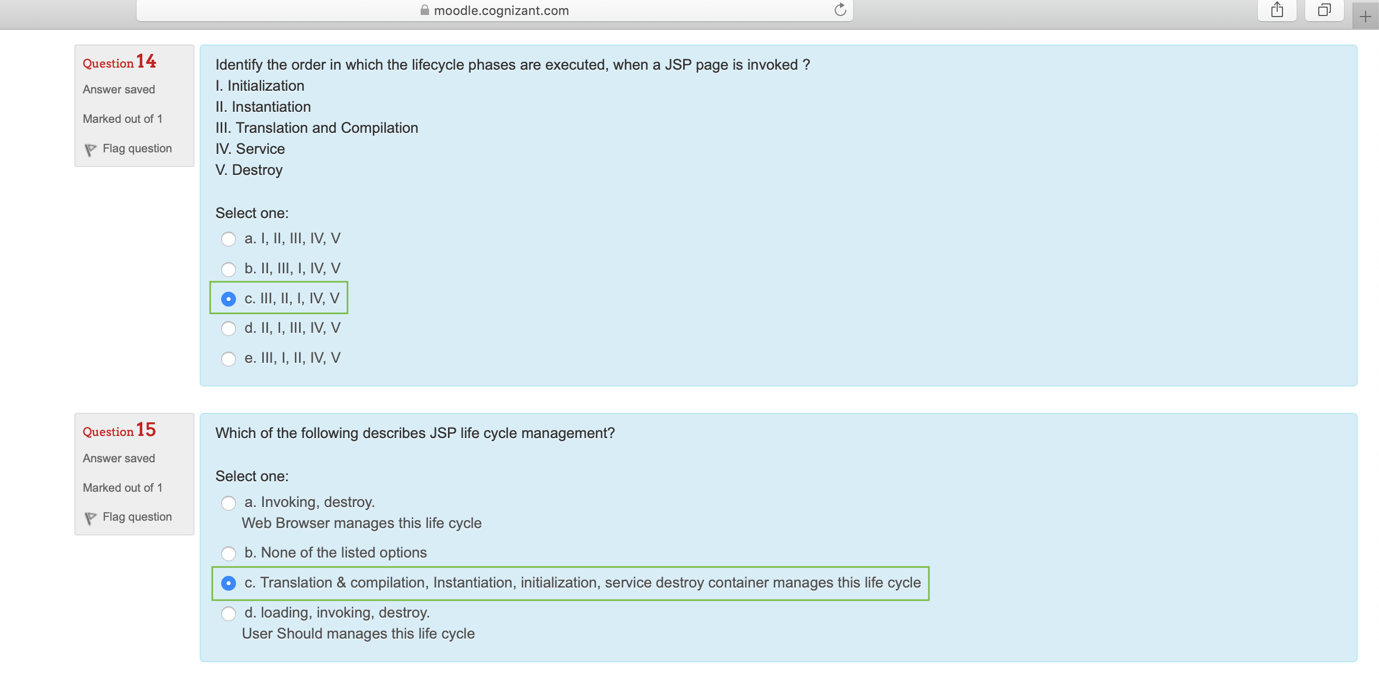 moodle.cognizant.com
Question 14
Answer saved
Marked out of 1
Flag question
Identify the order in which the lifecycle phases are executed, when a JSP page is invoked ?
I. Initialization
II. Instantiation
III. Translation and Compilation
IV. Service
V. Destroy
Select one:
a. I, II, III, IV, V
b. II, III, I, IV, V
c. III, II, I, IV, V
d. II, I, III, IV, V
e. III, I, II, IV, V
Question 15
Answer saved
Marked out of 1
Flag question
Which of the following describes JSP life cycle management?
Select one:
a. Invoking, destroy.
Web Browser manages this life cycle
b. None of the listed options
c. Translation & compilation, Instantiation, initialization, service destroy container manages this life cycle
d. loading, invoking, destroy.
User Should manages this life cycle